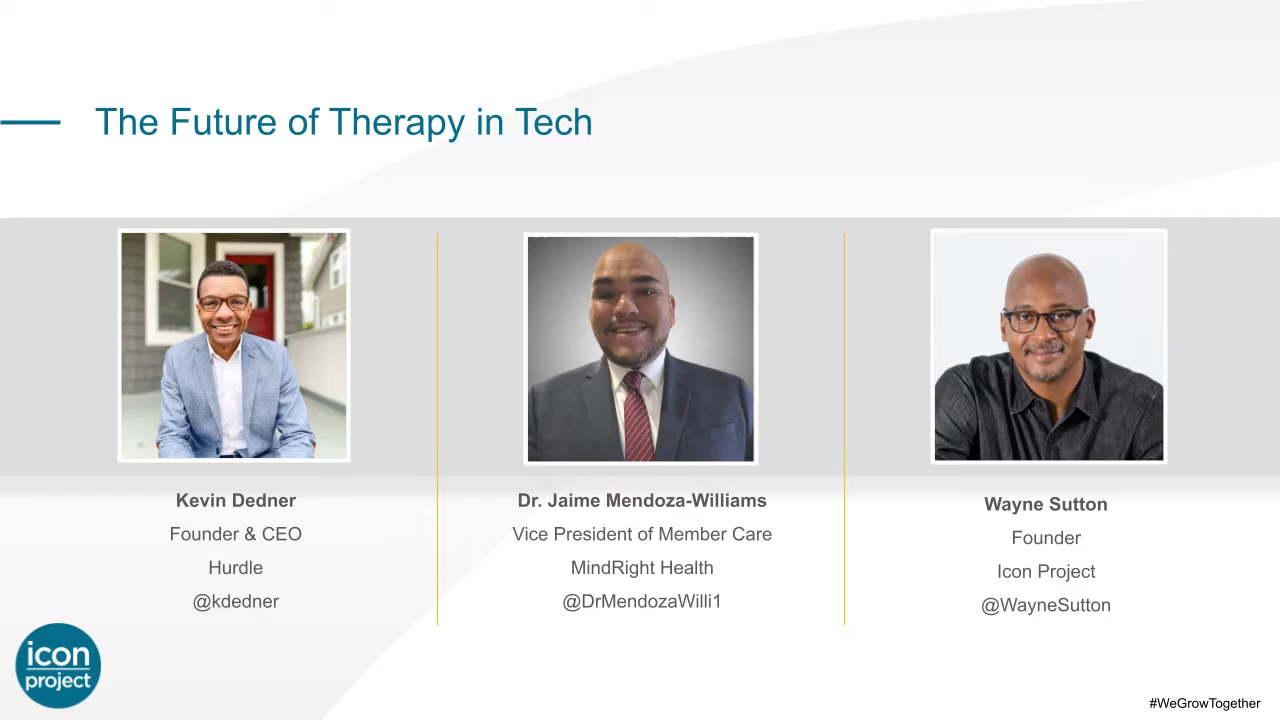 The Future of Therapy in Tech
Kevin Dedner
Founder & CEO
Hurdle
@kdedner
Dr. Jaime Mendoza-Williams
Vice President of Member Care
MindRight Health
@DrMendozaWilli1
Wayne Sutton
Founder
Icon Project
@WayneSutton
icon
project
#WeGrowTogether